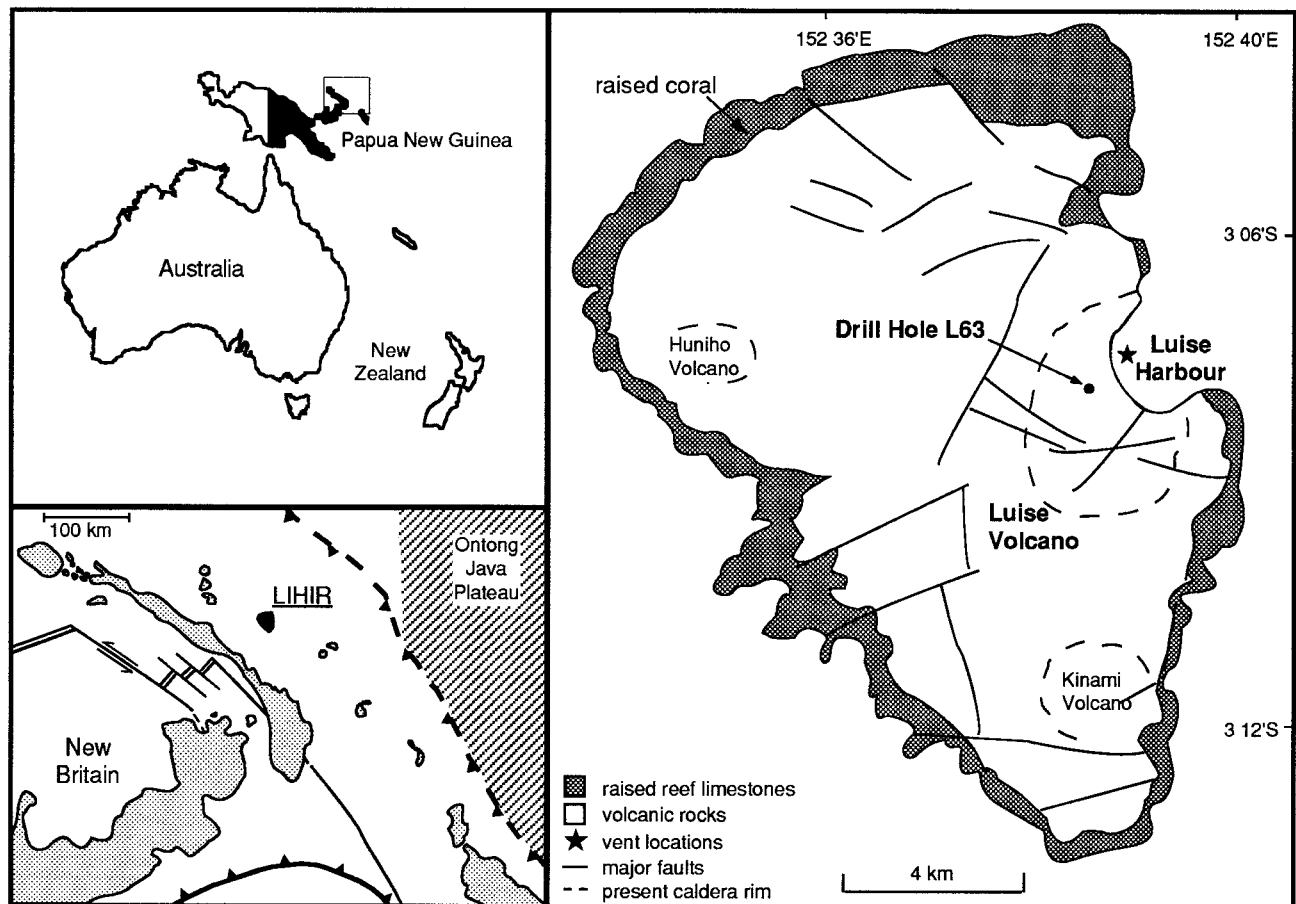 Papua New Guinea
Australia
New
Zealand
100 km
Ontong
Java
Plateau
LIHIR
New
Britain
152 36'E
152 40'E
raised coral
3 06'S
Drill Hole L63
Huniho
Volcano
Luise
Harbour
Luise
Volcano
Kinami
Volcano
3 12'S
raised reef limestones
volcanic rocks
vent locations
major faults
present caldera rim
4 km